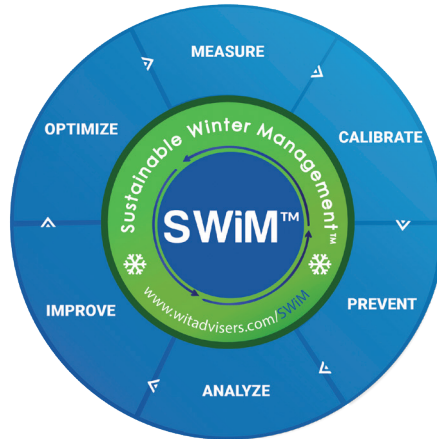 MEASURE
CALIBRATE
PREVENT
ANALYZE
IMPROVE
OPTIMIZE
Sustainable Winter Management™
SWiM™
www.witadvisers.com/SWiM